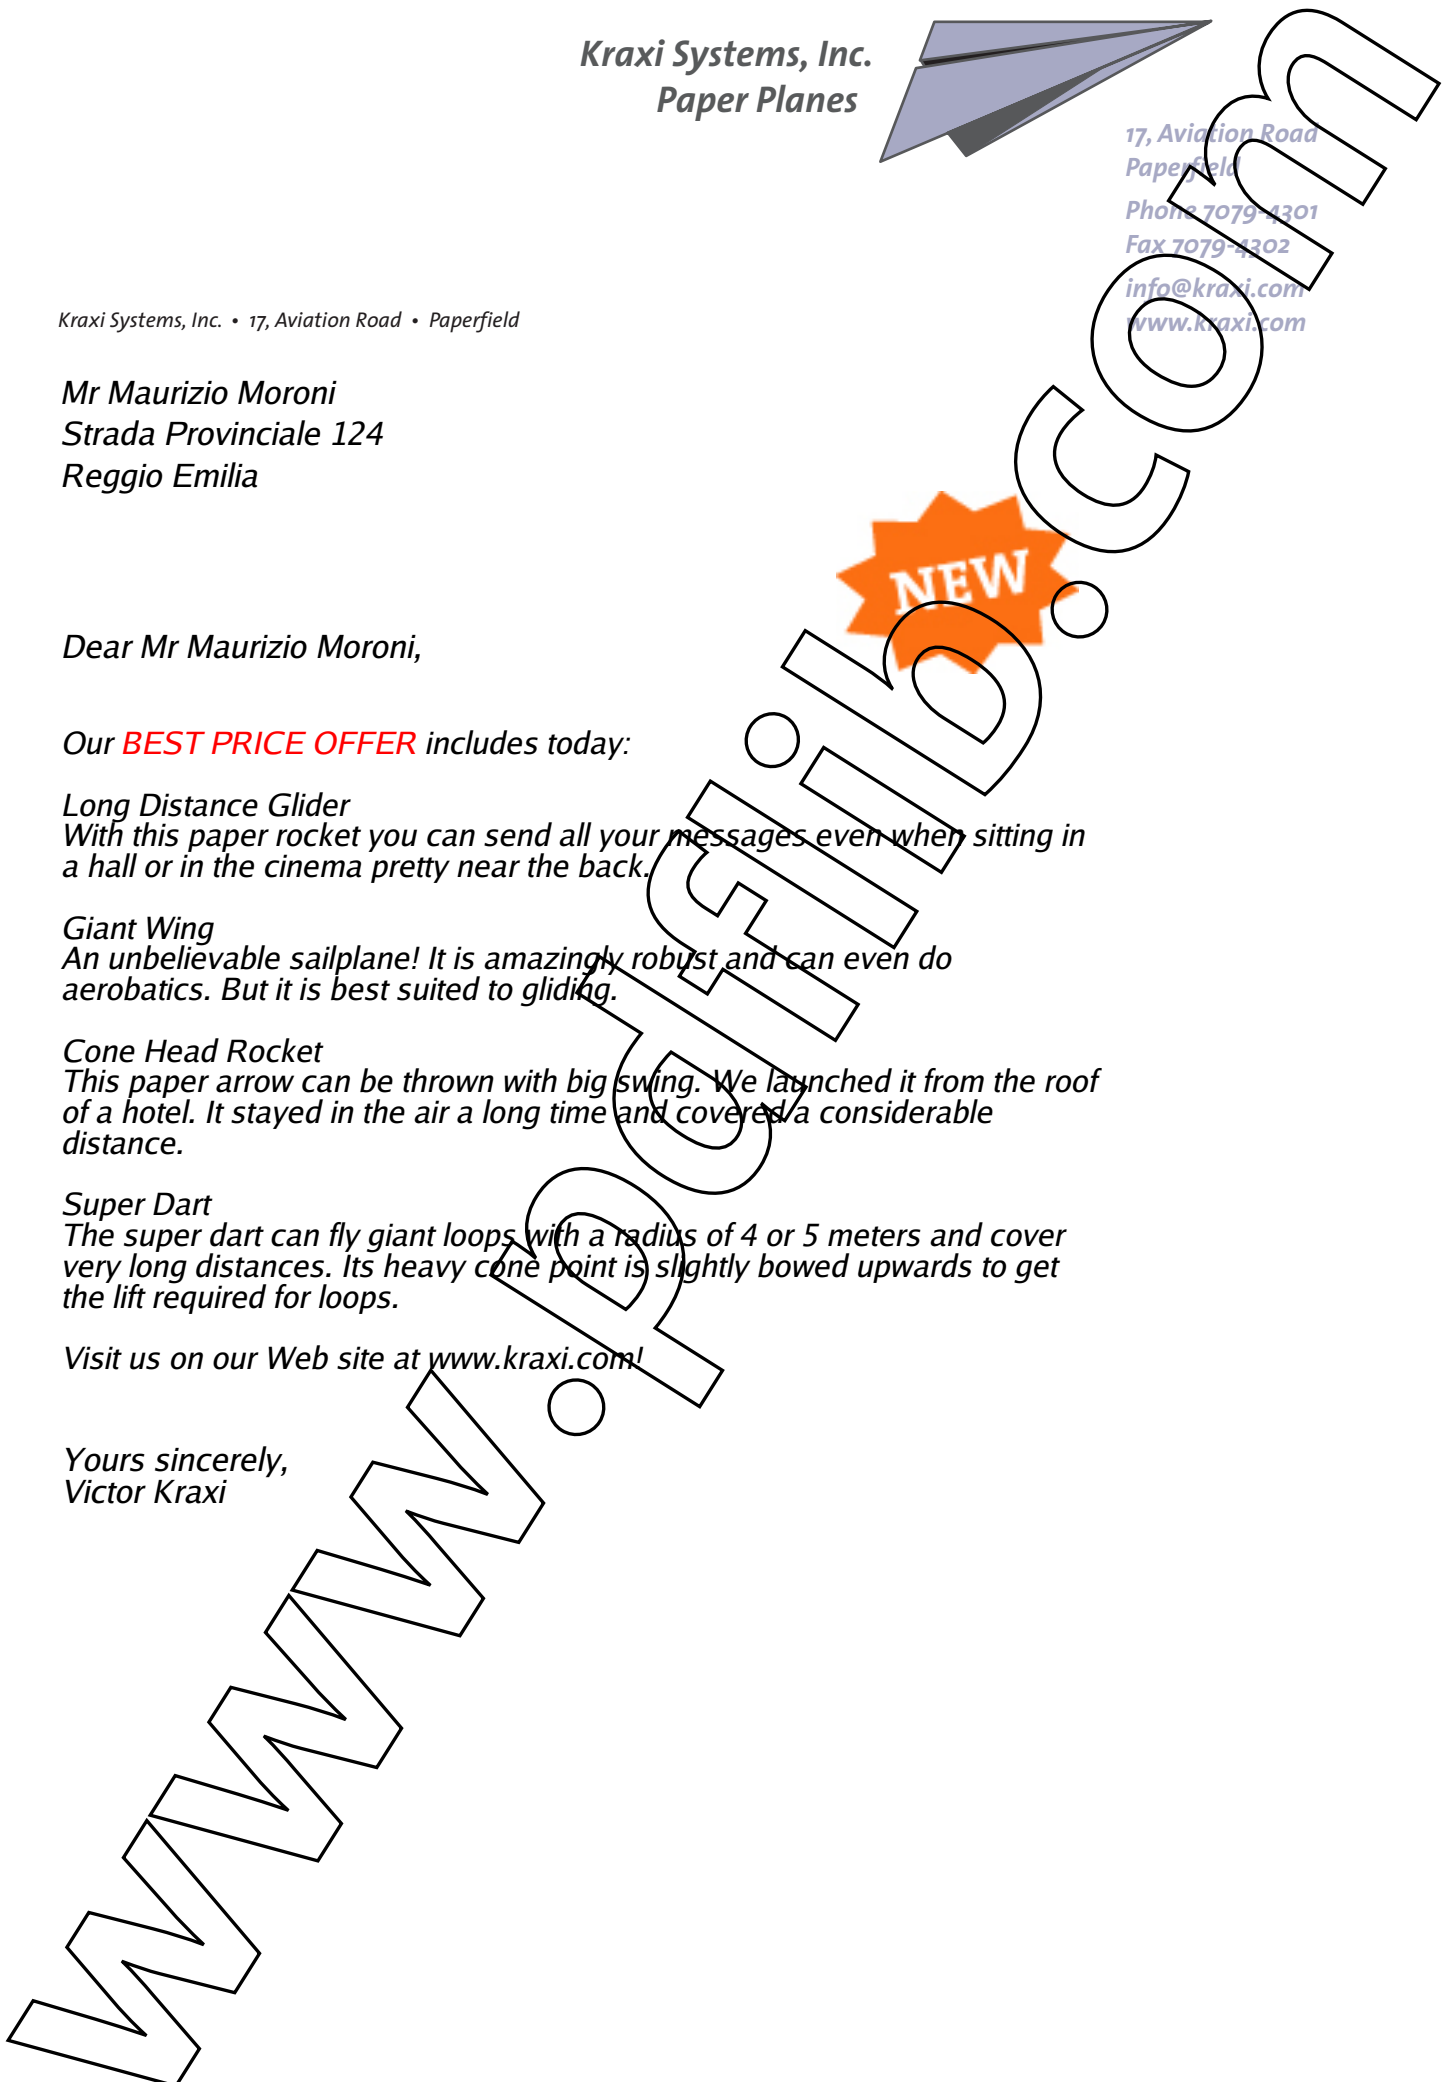 Kraxi Systems, Inc.
Paper Planes
17, Aviation Road
Paperfield
Phone 7079-4301
Fax 7079-4302
info@kraxi.com
www.kraxi.com
Kraxi Systems, Inc. • 17, Aviation Road • Paperfield
Mr Maurizio Moroni
Strada Provinciale 124
Reggio Emilia
NEW
Dear Mr Maurizio Moroni,
Our BEST PRICE OFFER includes today:
Long Distance Glider
With this paper rocket you can send all your messages even when sitting in
a hall or in the cinema pretty near the back.
Giant Wing
An unbelievable sailplane! It is amazingly robust and can even do
aerobatics. But it is best suited to gliding.
Cone Head Rocket
This paper arrow can be thrown with big swing. We launched it from the roof
of a hotel. It stayed in the air a long time and covered a considerable
distance.
Super Dart
The super dart can fly giant loops with a radius of 4 or 5 meters and cover
very long distances. Its heavy cone point is slightly bowed upwards to get
the lift required for loops.
Visit us on our Web site at www.kraxi.com!
Yours sincerely,
Victor Kraxi
www.pdflib.com